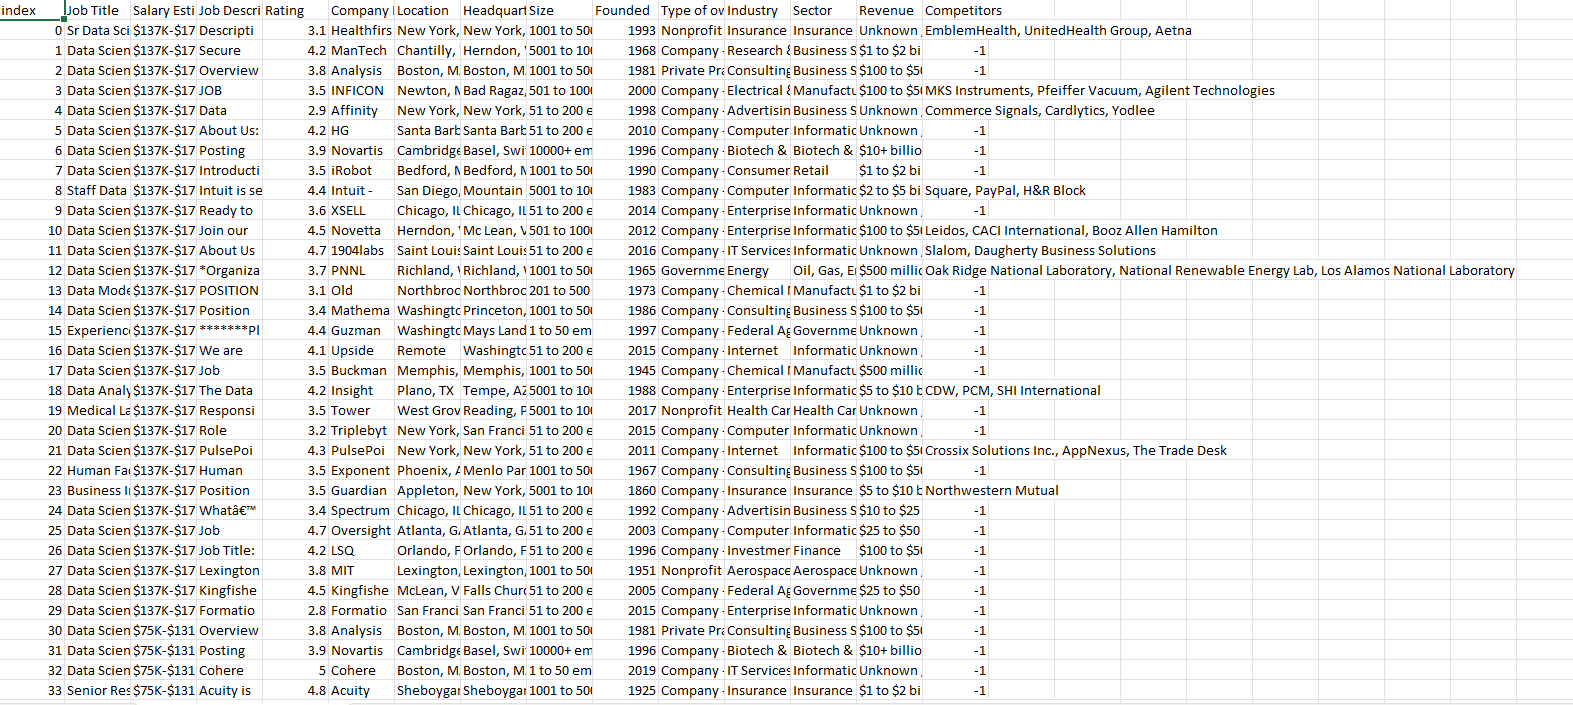 index Job Title Salary Esti Job Descri Rating Company Location Headquart Size Founded Type of ow Industry Sector Revenue Competitors
0 Sr Data Sci $137K-$17 Descripti 3.1 Healthfirs New York, New York, 1001 to 500 1993 Nonprofit Insurance Insurance Unknown EmblemHealth, UnitedHealth Group, Aetna
1 Data Scien $137K-$17 Secure 4.2 ManTech Chantilly, Herndon, 5001 to 100 1968 Company - Research & Business S $1 to $2 bi -1
2 Data Scien $137K-$17 Overview 3.8 Analysis Boston, M Boston, M 1001 to 500 1981 Private Pra Consulting Business S $100 to $50 -1
3 Data Scien $137K-$17 JOB 3.5 INFICON Newton, M Bad Ragaz, 501 to 1000 2000 Company - Electrical & Manufactu $100 to $50 MKS Instruments, Pfeiffer Vacuum, Agilent Technologies
4 Data Scien $137K-$17 Data 2.9 Affinity New York, New York, 51 to 200 e 1998 Company - Advertisin Business S Unknown Commerce Signals, Cardlytics, Yodlee
5 Data Scien $137K-$17 About Us: 4.2 HG Santa Barb Santa Barb 51 to 200 e 2010 Company - Computer Informatic Unknown -1
6 Data Scien $137K-$17 Posting 3.9 Novartis Cambridge Basel, Swi 10000+ em 1996 Company - Biotech & Biotech & $10+ billio -1
7 Data Scien $137K-$17 Introducti 3.5 iRobot Bedford, M Bedford, M 1001 to 500 1990 Company - Consumer Retail $1 to $2 bi -1
8 Staff Data $137K-$17 Intuit is se 4.4 Intuit - San Diego, Mountain 5001 to 100 1983 Company - Computer Informatic $2 to $5 bi Square, PayPal, H&R Block
9 Data Scien $137K-$17 Ready to 3.6 XSELL Chicago, IL Chicago, IL 51 to 200 e 2014 Company - Enterprise Informatic Unknown -1
10 Data Scien $137K-$17 Join our 4.5 Novetta Herndon, Mc Lean, V 501 to 1000 2012 Company - Enterprise Informatic $100 to $50 Leidos, CACI International, Booz Allen Hamilton
11 Data Scien $137K-$17 About Us 4.7 1904labs Saint Louis Saint Louis 51 to 200 e 2016 Company - IT Services Informatic Unknown Slalom, Daugherty Business Solutions
12 Data Scien $137K-$17 *Organiza 3.7 PNNL Richland, Richland, 1001 to 500 1965 Governme Energy Oil, Gas, E $500 millic Oak Ridge National Laboratory, National Renewable Energy Lab, Los Alamos National Laboratory
13 Data Mode $137K-$17 POSITION 3.1 Old Northbroo Northbroo 201 to 500 1973 Company - Chemical Manufactu $1 to $2 bi -1
14 Data Scien $137K-$17 Position 3.4 Mathema Washingto Princeton, 1001 to 500 1986 Company - Consulting Business S $100 to $50 -1
15 Experienc $137K-$17 *******Pl 4.4 Guzman Washingto Mays Land 1 to 50 em 1997 Company - Federal Ag Governme Unknown -1
16 Data Scien $137K-$17 We are 4.1 Upside Remote Washingto 51 to 200 e 2015 Company - Internet Informatic Unknown -1
17 Data Scien $137K-$17 Job 3.5 Buckman Memphis, Memphis, 1001 to 500 1945 Company - Chemical Manufactu $500 millic -1
18 Data Analy $137K-$17 The Data 4.2 Insight Plano, TX Tempe, AZ 5001 to 100 1988 Company - Enterprise Informatic $5 to $10 b CDW, PCM, SHI International
19 Medical La $137K-$17 Responsi 3.5 Tower West Grov Reading, P 5001 to 100 2017 Nonprofit Health Car Health Car Unknown -1
20 Data Scien $137K-$17 Role 3.2 Triplebyt New York, San Franci 51 to 200 e 2015 Company - Computer Informatic Unknown -1
21 Data Scien $137K-$17 PulsePoi 4.3 PulsePoi New York, New York, 51 to 200 e 2011 Company - Internet Informatic $100 to $50 Crossix Solutions Inc., AppNexus, The Trade Desk
22 Human Fa $137K-$17 Human 3.5 Exponent Phoenix, A Menlo Par 1001 to 500 1967 Company - Consulting Business S $100 to $50 -1
23 Business I $137K-$17 Position 3.5 Guardian Appleton, New York, 5001 to 100 1860 Company - Insurance Insurance $5 to $10 b Northwestern Mutual
24 Data Scien $137K-$17 Whatâ€™ 3.4 Spectrum Chicago, IL Chicago, IL 51 to 200 e 1992 Company - Advertisin Business S $10 to $25 -1
25 Data Scien $137K-$17 Job 4.7 Oversight Atlanta, G Atlanta, G 51 to 200 e 2003 Company - Computer Informatic $25 to $50 -1
26 Data Scien $137K-$17 Job Title: 4.2 LSQ Orlando, F Orlando, F 51 to 200 e 1996 Company - Investmen Finance $100 to $50 -1
27 Data Scien $137K-$17 Lexington 3.8 MIT Lexington, Lexington, 1001 to 500 1951 Nonprofit Aerospace Aerospace Unknown -1
28 Data Scien $137K-$17 Kingfishe 4.5 Kingfishe McLean, V Falls Churc 51 to 200 e 2005 Company - Federal Ag Governme $25 to $50 -1
29 Data Scien $137K-$17 Formatio 2.8 Formatio San Franci San Franci 51 to 200 e 2015 Company - Enterprise Informatic Unknown -1
30 Data Scien $75K-$131 Overview 3.8 Analysis Boston, M Boston, M 1001 to 500 1981 Private Pra Consulting Business S $100 to $50 -1
31 Data Scien $75K-$131 Posting 3.9 Novartis Cambridge Basel, Swi 10000+ em 1996 Company - Biotech & Biotech & $10+ billio -1
32 Data Scien $75K-$131 Cohere 5 Cohere Boston, M Boston, M 1 to 50 em 2019 Company - IT Services Informatic Unknown -1
33 Senior Res $75K-$131 Acuity is 4.8 Acuity Sheboygan Sheboygan 1001 to 500 1925 Company - Insurance Insurance $1 to $2 bi -1